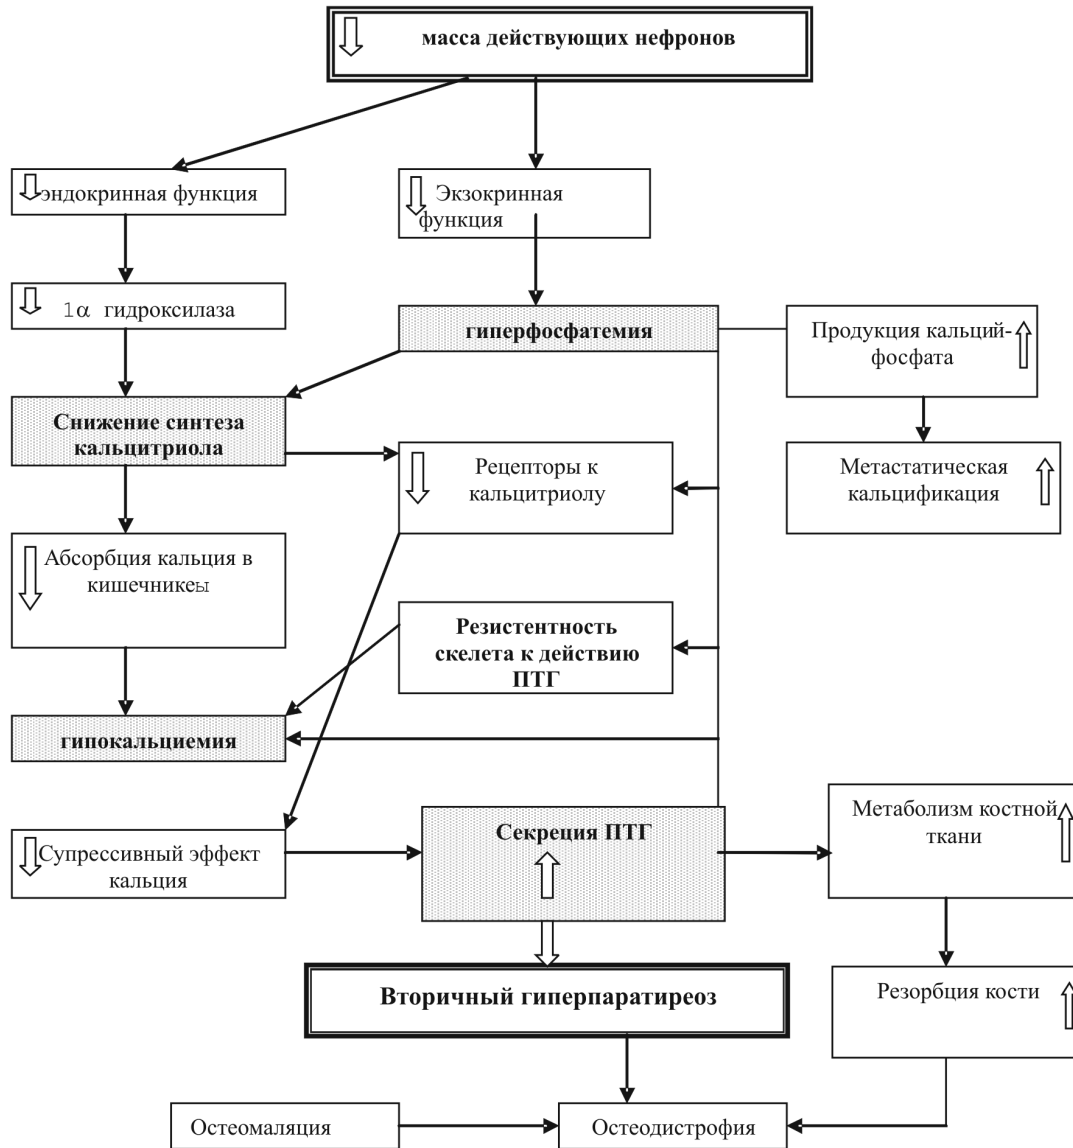 масса действующих нефронов
эндокринная функция
Экзокринная
функция
1α гидроксилаза
гиперфосфатемия
Продукция кальций-
фосфата
Снижение синтеза
кальцитриола
Рецепторы к
кальцитриолу
Метастатическая
кальцификация
Абсорбция кальция в
кишечникеы
Резистентность
скелета к действию
ПТГ
гипокальциемия
Секреция ПТГ
Метаболизм костной
ткани
Супрессивный эффект
кальция
Вторичный гиперпаратиреоз
Резорбция кости
Остеомаляция
Остеодистрофия